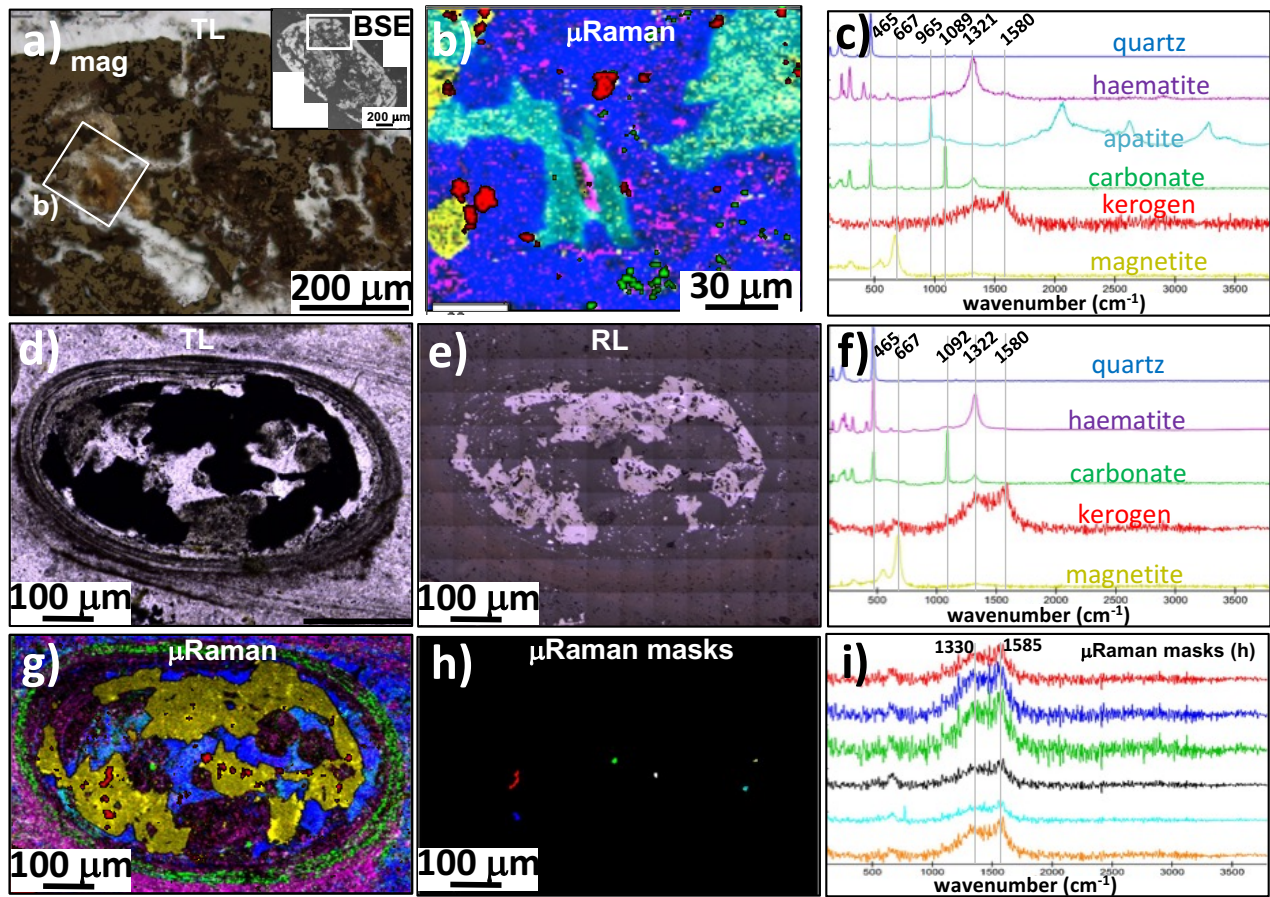 a)
TL
BSE
mag
200 µm
b)
200 µm
b)
µRaman
30 µm
c)
465
667
965
1089
1321
1580
quartz
haematite
apatite
carbonate
kerogen
magnetite
500 1000 1500 2000 2500 3000 3500
wavenumber (cm-1)
d)
TL
100 µm
e)
RL
100 µm
f)
465
667
1092
1322
1580
quartz
haematite
carbonate
kerogen
magnetite
500 1000 1500 2000 2500 3000 3500
wavenumber (cm-1)
g)
µRaman
100 µm
h)
µRaman masks
100 µm
i)
1330
1585
µRaman masks (h)
500 1000 1500 2000 2500 3000 3500
wavenumber (cm-1)